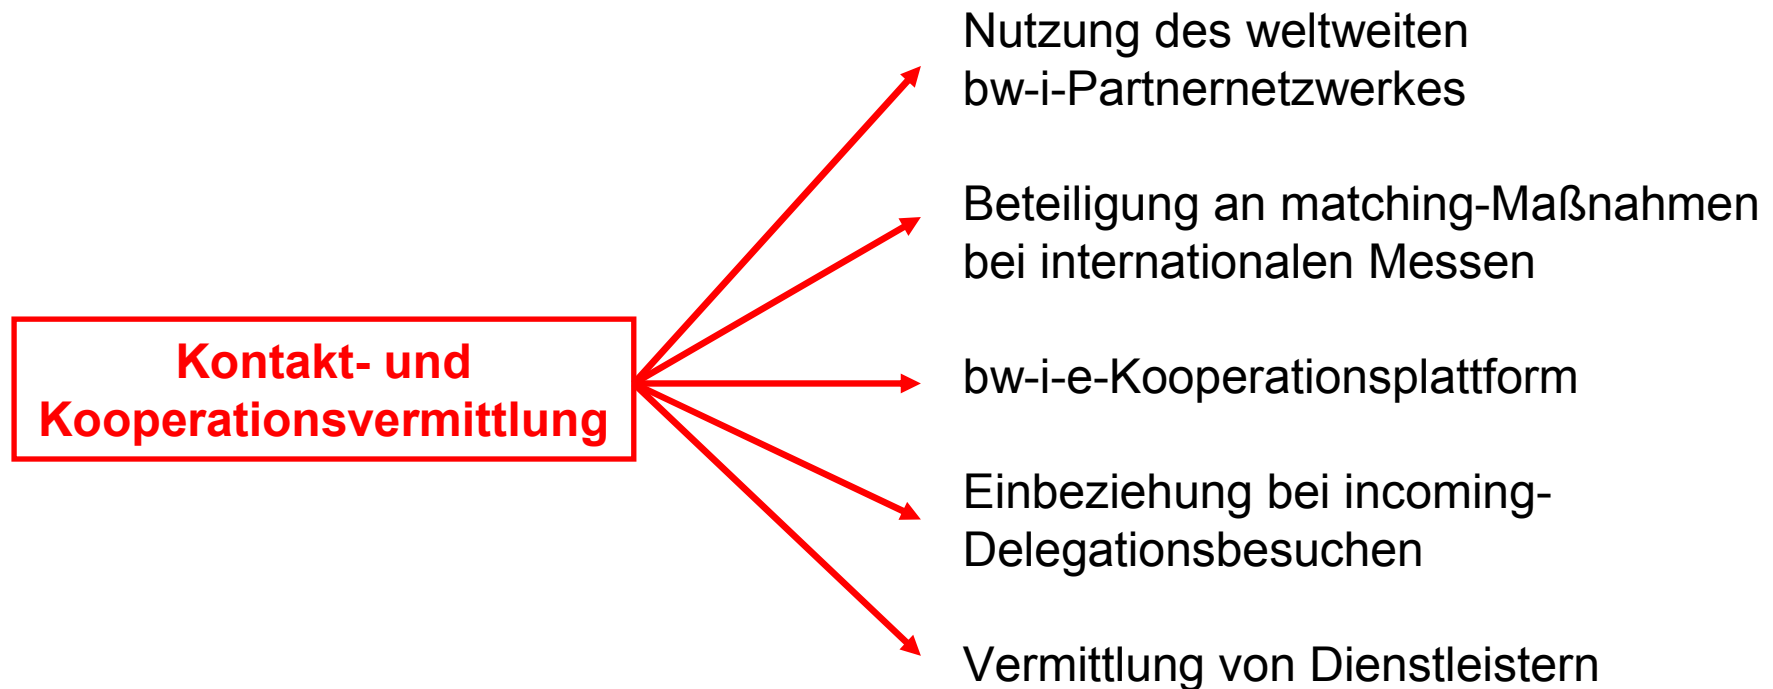 Nutzung des weltweiten
bw-i-Partnernetzwerkes
Beteiligung an matching-Maßnahmen
bei internationalen Messen
Kontakt- und
Kooperationsvermittlung
bw-i-e-Kooperationsplattform
Einbeziehung bei incoming-
Delegationsbesuchen
Vermittlung von Dienstleistern